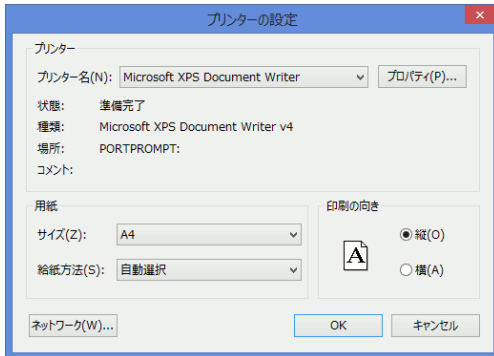 プリンターの設定
プリンター
プリンター名(N): Microsoft XPS Document Writer プロパティ(P)...
状態: 準備完了
種類: Microsoft XPS Document Writer v4
場所: PORTPROMPT:
コメント:
用紙
サイズ(Z): A4
給紙方法(S): 自動選択
印刷の向き
A
縦(O)
横(A)
ネットワーク(W)... OK キャンセル